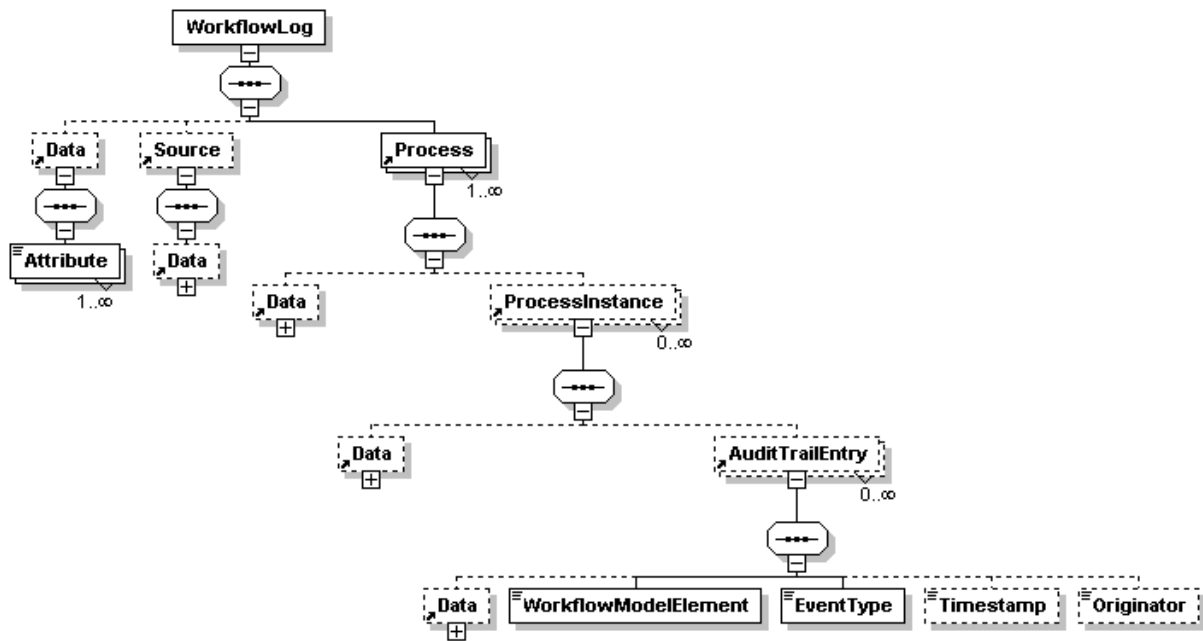 WorkflowLog
Data
Source
Process
1..∞
Attribute
Data
1..∞
Data
ProcessInstance
0..∞
Data
AuditTrailEntry
0..∞
Data
WorkflowModelElement
EventType
Timestamp
Originator